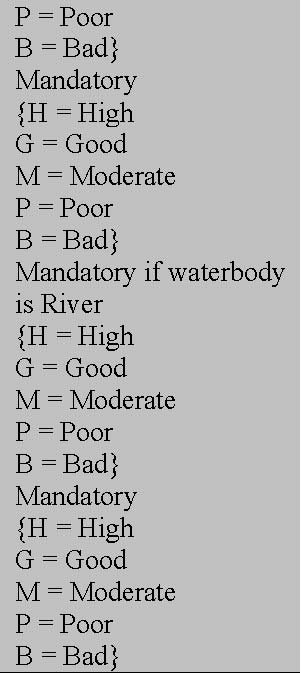 P = Poor
B = Bad}
Mandatory
{H = High
G = Good
M = Moderate
P = Poor
B = Bad}
Mandatory if waterbody
is River
{H = High
G = Good
M = Moderate
P = Poor
B = Bad}
Mandatory
{H = High
G = Good
M = Moderate
P = Poor
B = Bad}